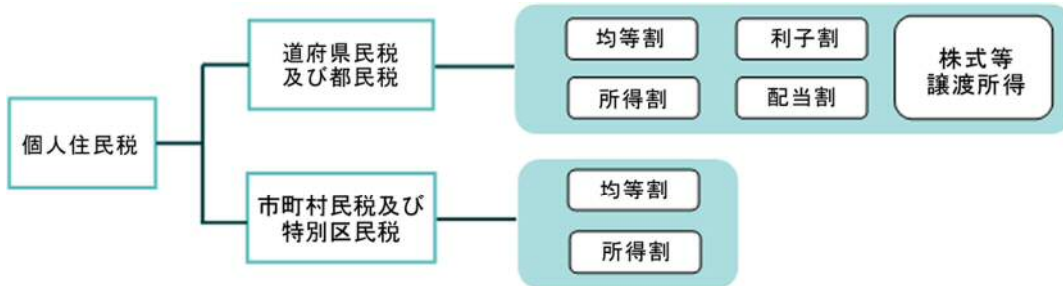 個人住民税
道府県民税
及び都民税
均等割
利子割
所得割
配当割
株式等
譲渡所得
市町村民税及び
特別区民税
均等割
所得割